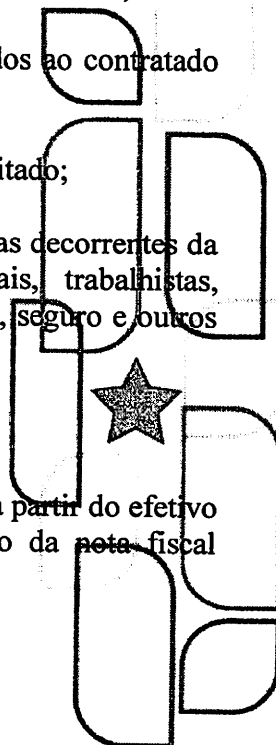 dos ao contratado
itado;
as decorrentes da
ais, trabalhistas,
, seguro e outros
a partir do efetivo
o da nota fiscal